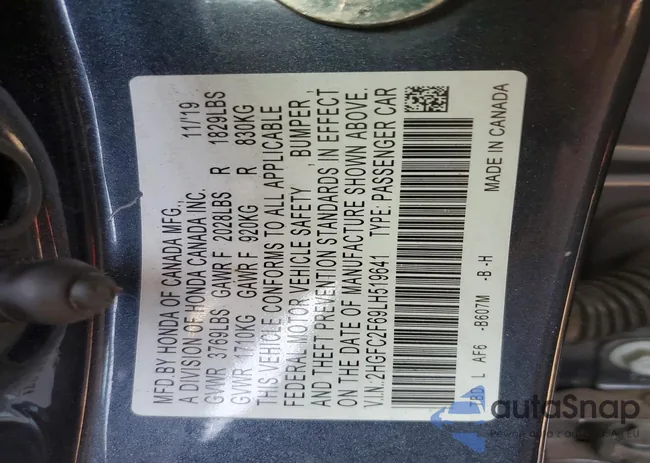 MFD.BY HONDA OF CANADA MFG., 11/19
A DIVISION OF HONDA CANADA INC.
GVWR 3769LBS GAWR F 2028LBS R 1829LBS
GVWR 1710KG GAWR F 920KG R 830KG
THIS VEHICLE CONFORMS TO ALL APPLICABLE
FEDERAL MOTOR VEHICLE SAFETY , BUMPER ,
AND THEFT PREVENTION STANDARDS IN EFFECT
ON THE DATE OF MANUFACTURE SHOWN ABOVE.
V.I.N.:2HGFC2F69LH519641 TYPE: PASSENGER CAR
TBD L AF6 -B607M -B -H
MADE IN CANADA
autoSnap